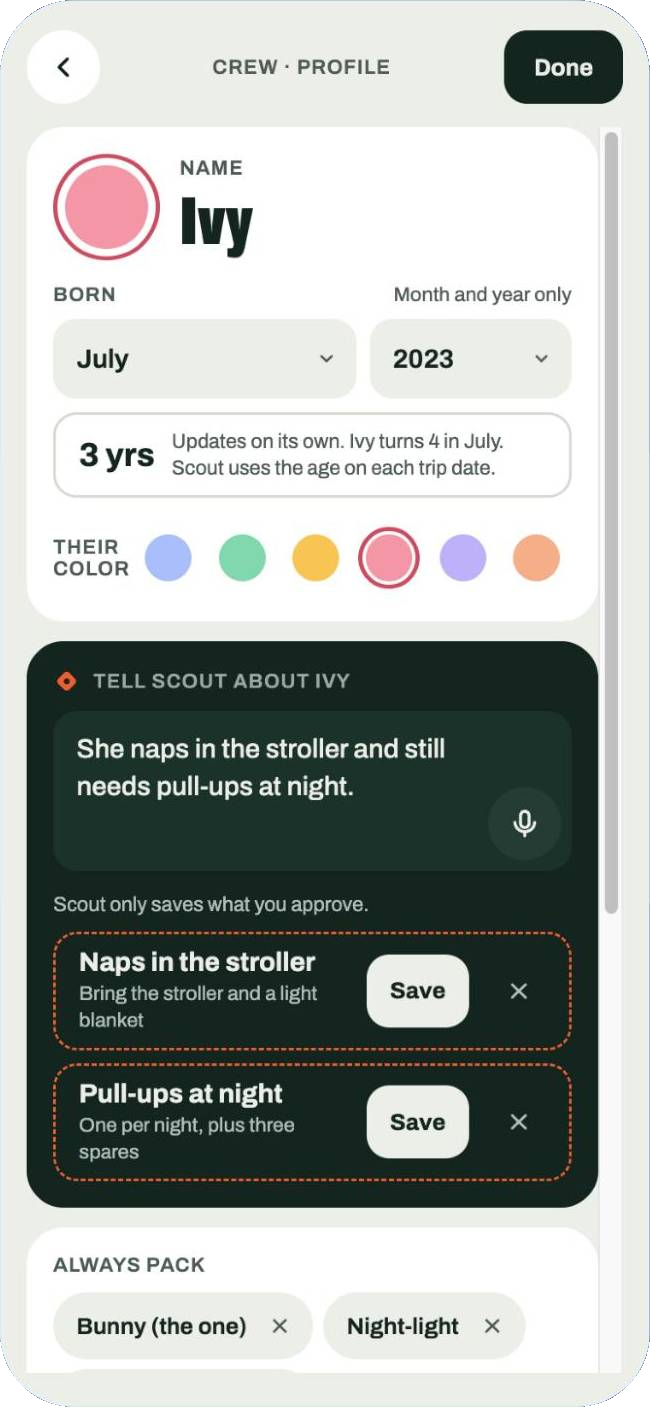 CREW · PROFILE
Done
NAME
Ivy
BORN
Month and year only
July
2023
3 yrs
Updates on its own. Ivy turns 4 in July.
Scout uses the age on each trip date.
THEIR
COLOR
TELL SCOUT ABOUT IVY
She naps in the stroller and still
needs pull-ups at night.
Scout only saves what you approve.
Naps in the stroller
Bring the stroller and a light
blanket
Save
Pull-ups at night
One per night, plus three
spares
Save
ALWAYS PACK
Bunny (the one)
Night-light